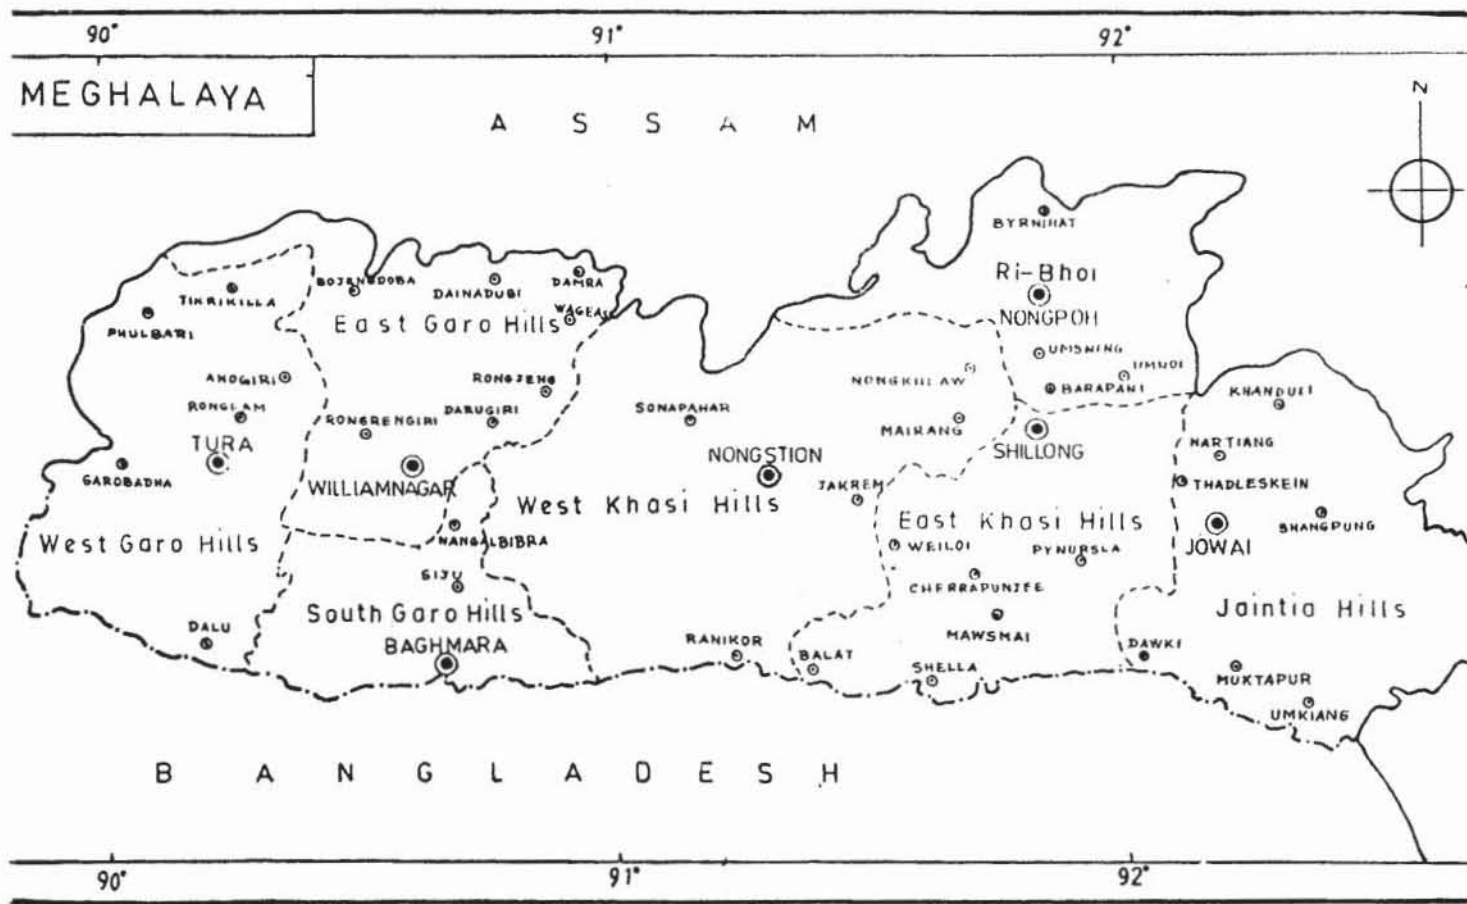 90° 91° 92°
MEGHALAYA
N
ASSAM
BYRNIHAT
Ri-Bhoi
NONGPOH
TIKRIKILLA
BOJENGDOBA
DAINADUBI
DAMRA
PHULBARI
East Garo Hills
UMSNING
BARAPANI
ANOGIRI
RONGJENG
NONGKHLAW
KHANDULI
RONGLAM
RONGRENGIRI
DARUGIRI
SONAPAHAR
MAIRANG
SHILLONG
NARTIANG
TURA
NONGSTION
GAROBADHA
WILLIAMNAGAR
JAKREM
THADLESKEIN
West Khasi Hills
East Khasi Hills
SHANGPUNG
West Garo Hills
NANGALBIBRA
WEILOI
PYNURSLA
JOWAI
SIJU
CHERRAPUNJEE
South Garo Hills
Jaintia Hills
DALU
BAGHMARA
RANIKOR
BALAT
MAWSMAI
DAWKI
SHELLA
MUKTAPUR
UMKIANG
BANGLADESH
90° 91° 92°